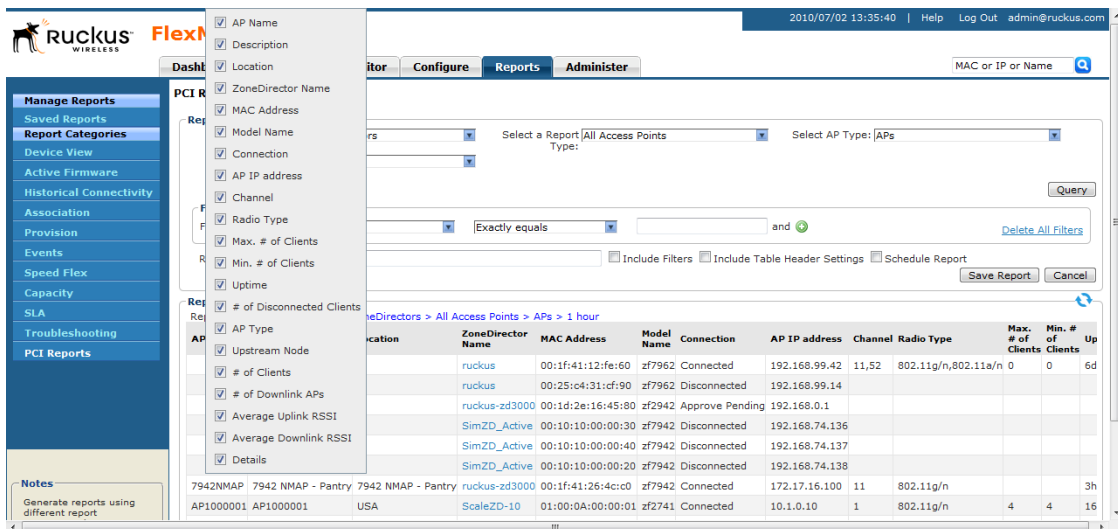 2010/07/02 13:35:40 | Help Log Out admin@ruckus.com
RUCKUS
WIRELESS
Reports
Configure
Administer
MAC or IP or Name
Manage Reports
Saved Reports
Report Categories
Device View
Active Firmware
Historical Connectivity
Association
Provision
Events
Speed Flex
Capacity
SLA
Troubleshooting
PCI Reports
Notes
Generate reports using
different report
AP Name
Description
Location
ZoneDirector Name
MAC Address
Model Name
Connection
AP IP address
Channel
Radio Type
Max. # of Clients
Min. # of Clients
Uptime
# of Disconnected Clients
AP Type
Upstream Node
# of Clients
# of Downlink APs
Average Uplink RSSI
Average Downlink RSSI
Details
Select a Report All Access Points
Type:
Select AP Type: APs
Query
Exactly equals and
Delete All Filters
Include Filters Include Table Header Settings Schedule Report
Save Report Cancel
> All Access Points > APs > 1 hour
ZoneDirector Name MAC Address Model Name Connection AP IP address Channel Radio Type Max. # of Clients Min. # of Clients
ruckus 00:1f:41:12:fe:60 zf7962 Connected 192.168.99.42 11,52 802.11g/n,802.11a/n 0 0 6d
ruckus 00:25:c4:31:cf:90 zf7962 Disconnected 192.168.99.14
ruckus-zd3000 00:1d:2e:16:45:80 zf2942 Approve Pending 192.168.0.1
SimZD_Active 00:10:10:00:00:30 zf7942 Disconnected 192.168.74.136
SimZD_Active 00:10:10:00:00:40 zf7942 Disconnected 192.168.74.137
SimZD_Active 00:10:10:00:00:20 zf7942 Disconnected 192.168.74.138
7942NMAP 7942 NMAP - Pantry 7942 NMAP - Pantry ruckus-zd3000 00:1f:41:26:4c:c0 zf7942 Connected 172.17.16.100 11 802.11g/n 3h
AP1000001 AP1000001 USA ScaleZD-10 01:00:0A:00:00:01 zf2741 Connected 10.1.0.10 1 802.11g/n 4 4 16